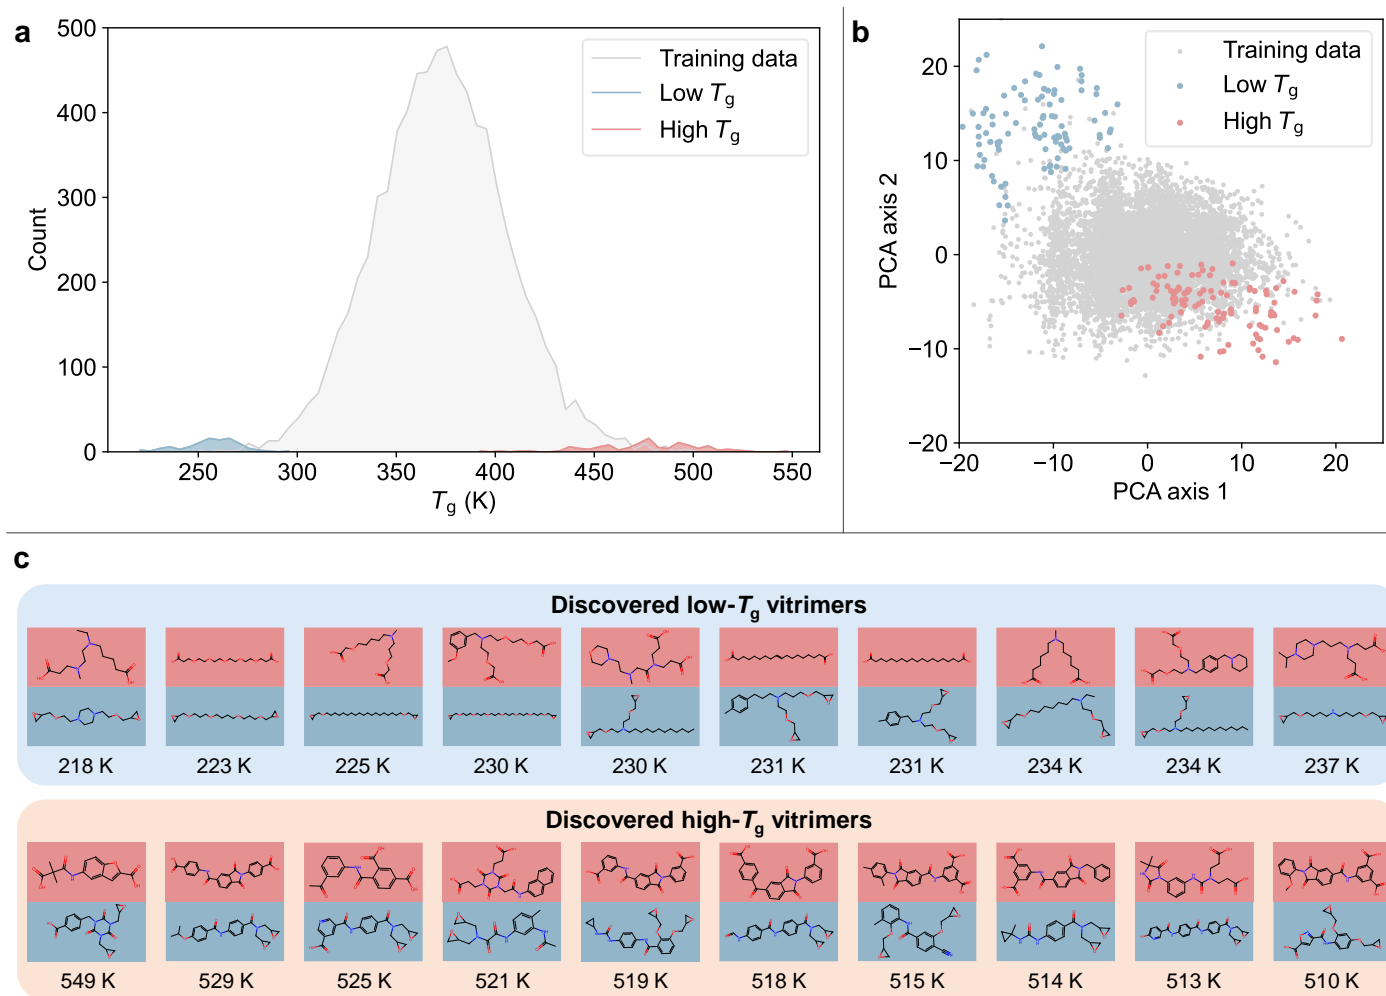 a
500
400
300
200
100
0
Count
250 300 350 400 450 500 550
Tg (K)
Training data
Low Tg
High Tg
b
20
10
0
−10
−20
PCA axis 2
−20 −10 0 10 20
PCA axis 1
Training data
Low Tg
High Tg
c
Discovered low-Tg vitrimers
218 K 223 K 225 K 230 K 230 K 231 K 231 K 234 K 234 K 237 K
Discovered high-Tg vitrimers
549 K 529 K 525 K 521 K 519 K 518 K 515 K 514 K 513 K 510 K